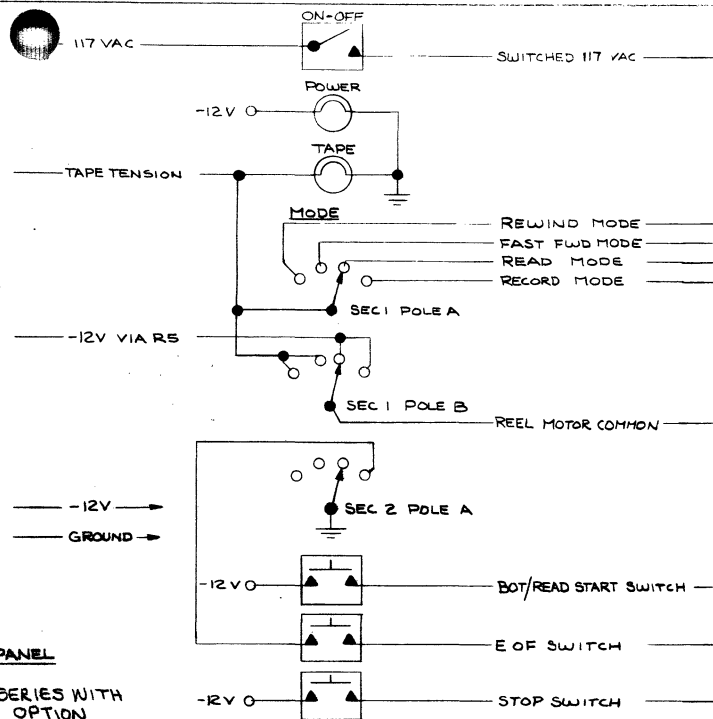 ON-OFF
117 VAC
SWITCHED 117 VAC
POWER
-12V
TAPE
TAPE TENSION
MODE
REWIND MODE
FAST FWD MODE
READ MODE
RECORD MODE
SEC 1 POLE A
-12V VIA R5
SEC 1 POLE B
REEL MOTOR COMMON
-12V
SEC 2 POLE A
GROUND
-12V
BOT/READ START SWITCH
EOF SWITCH
PANEL
SERIES WITH
OPTION
-12V
STOP SWITCH